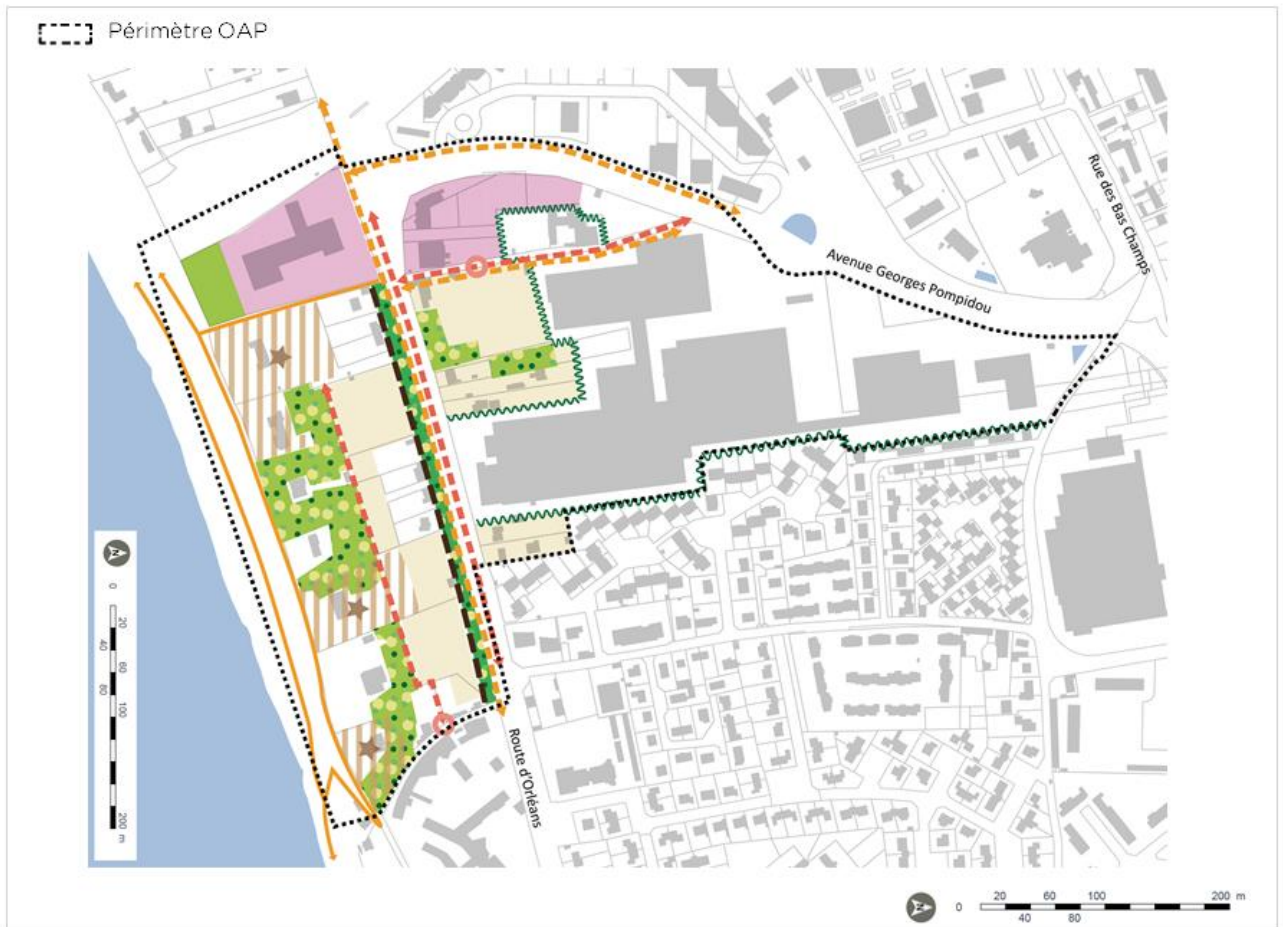 Périmètre OAP
Rue des Bas Champs
Avenue Georges Pompidou
Route d'Orléans
N
0
20
40
60
80
100
200 m
N
0 20 60 100 200 m
40 80